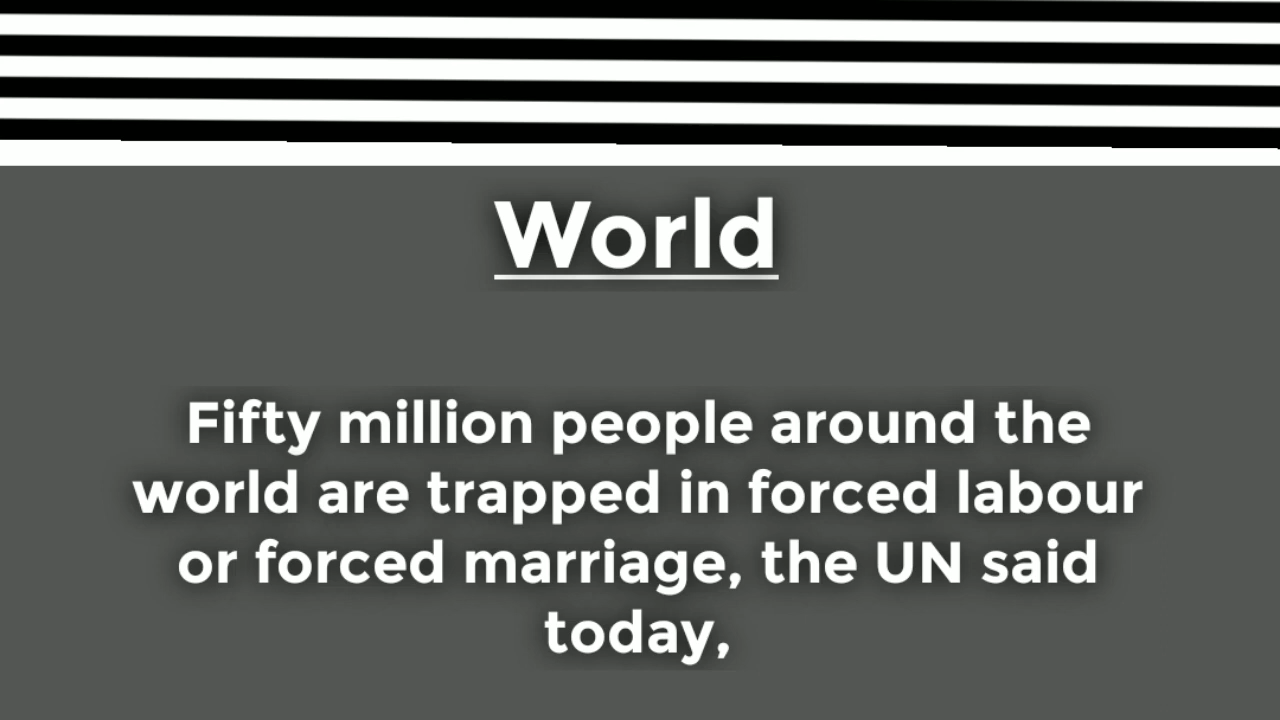 World
Fifty million people around the
world are trapped in forced labour
or forced marriage, the UN said
today,